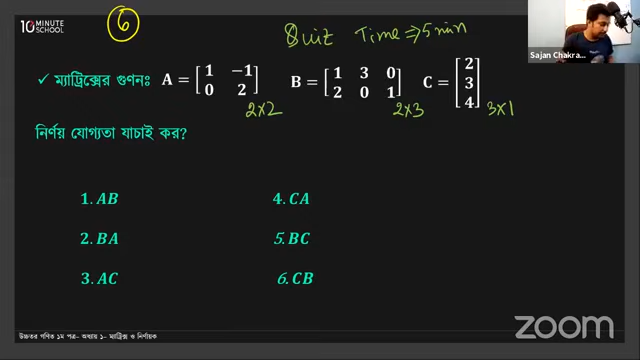 10 MINUTE SCHOOL
6
Quiz Time ⇒ 5 min
Sajan Chakra...
✓ ম্যাট্রিক্সের গুণনঃ A = [1 −1; 0 2] B = [1 3 0; 2 0 1] C = [2; 3; 4]
2×2 2×3 3×1
নির্ণয় যোগ্যতা যাচাই কর?
1. AB
4. CA
2. BA
5. BC
3. AC
6. CB
উচ্চতর গণিত ১ম পত্র- অধ্যায় ১- ম্যাট্রিক্স ও নির্ণায়ক
zoom